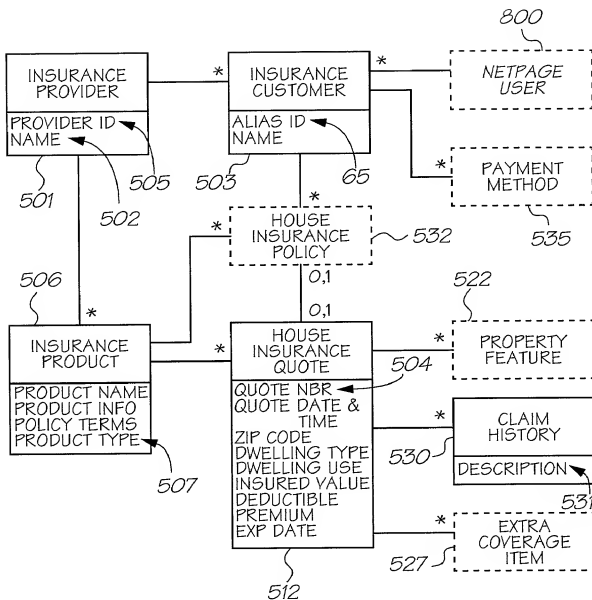 800
INSURANCE
PROVIDER
*
INSURANCE
CUSTOMER
*
NETPAGE
USER
PROVIDER ID
NAME
ALIAS ID
NAME
501
505
502
503
65
*
PAYMENT
METHOD
535
*
HOUSE
INSURANCE
POLICY
*
532
506
0,1
522
*
0,1
INSURANCE
PRODUCT
*
HOUSE
INSURANCE
QUOTE
*
PROPERTY
FEATURE
504
PRODUCT NAME
PRODUCT INFO
POLICY TERMS
PRODUCT TYPE
507
QUOTE NBR
QUOTE DATE &
TIME
ZIP CODE
DWELLING TYPE
DWELLING USE
INSURED VALUE
DEDUCTIBLE
PREMIUM
EXP DATE
512
*
CLAIM
HISTORY
530
DESCRIPTION
531
*
EXTRA
COVERAGE
ITEM
527